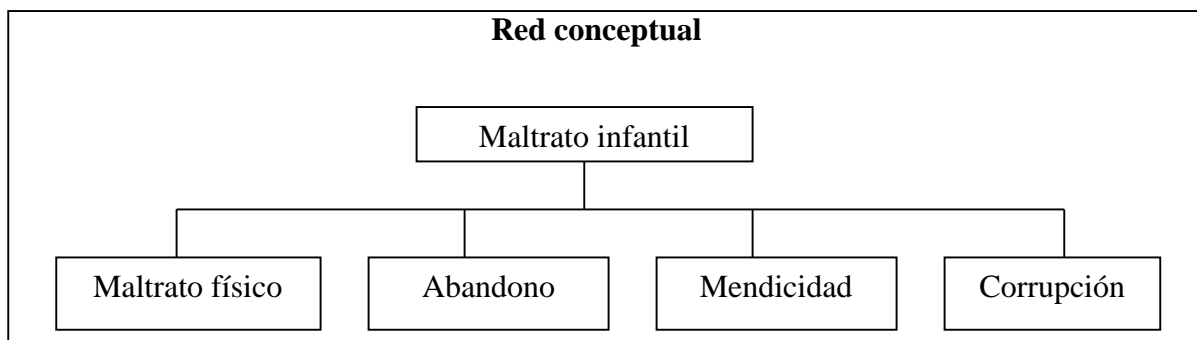 Red conceptual
Maltrato infantil
Maltrato físico
Abandono
Mendicidad
Corrupción